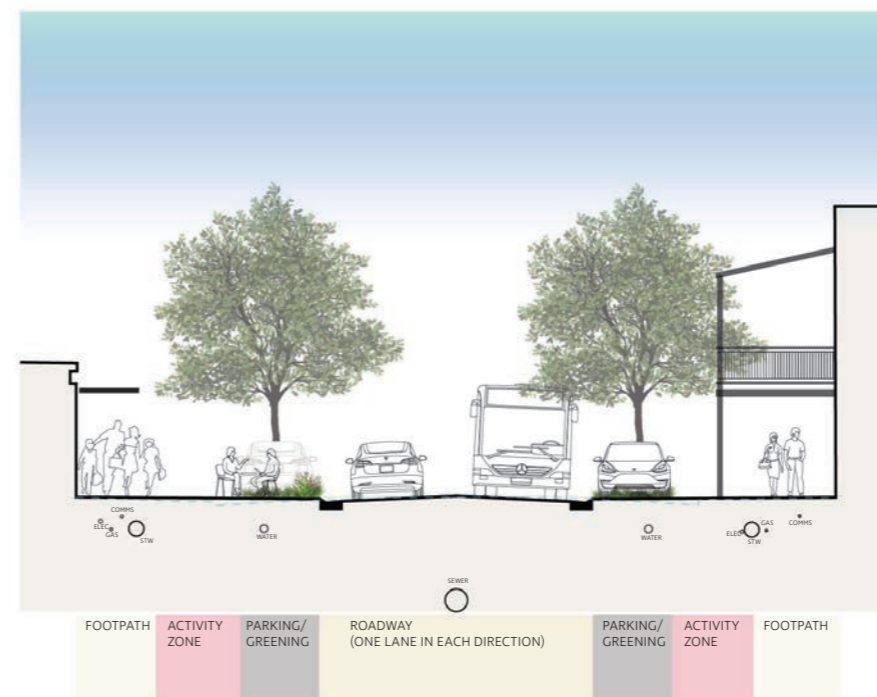 COMMS
ELEC
GAS
STW
WATER
WATER
ELEC
GAS
STW
COMMS
SEWER
FOOTPATH
ACTIVITY
ZONE
PARKING/
GREENING
ROADWAY
(ONE LANE IN EACH DIRECTION)
PARKING/
GREENING
ACTIVITY
ZONE
FOOTPATH